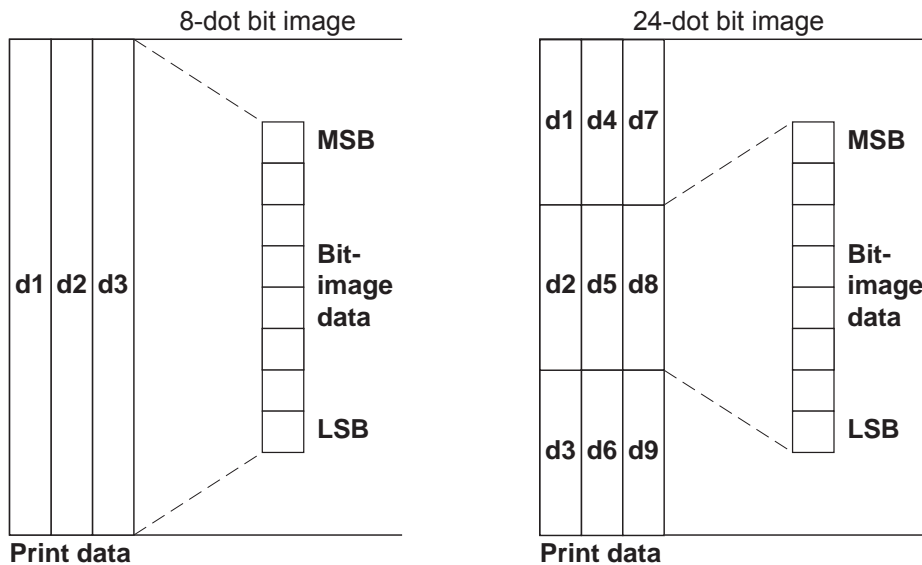 8-dot bit image
MSB
d1 d2 d3
Bit-
image
data
LSB
Print data
24-dot bit image
d1 d4 d7
MSB
d2 d5 d8
Bit-
image
data
d3 d6 d9
LSB
Print data